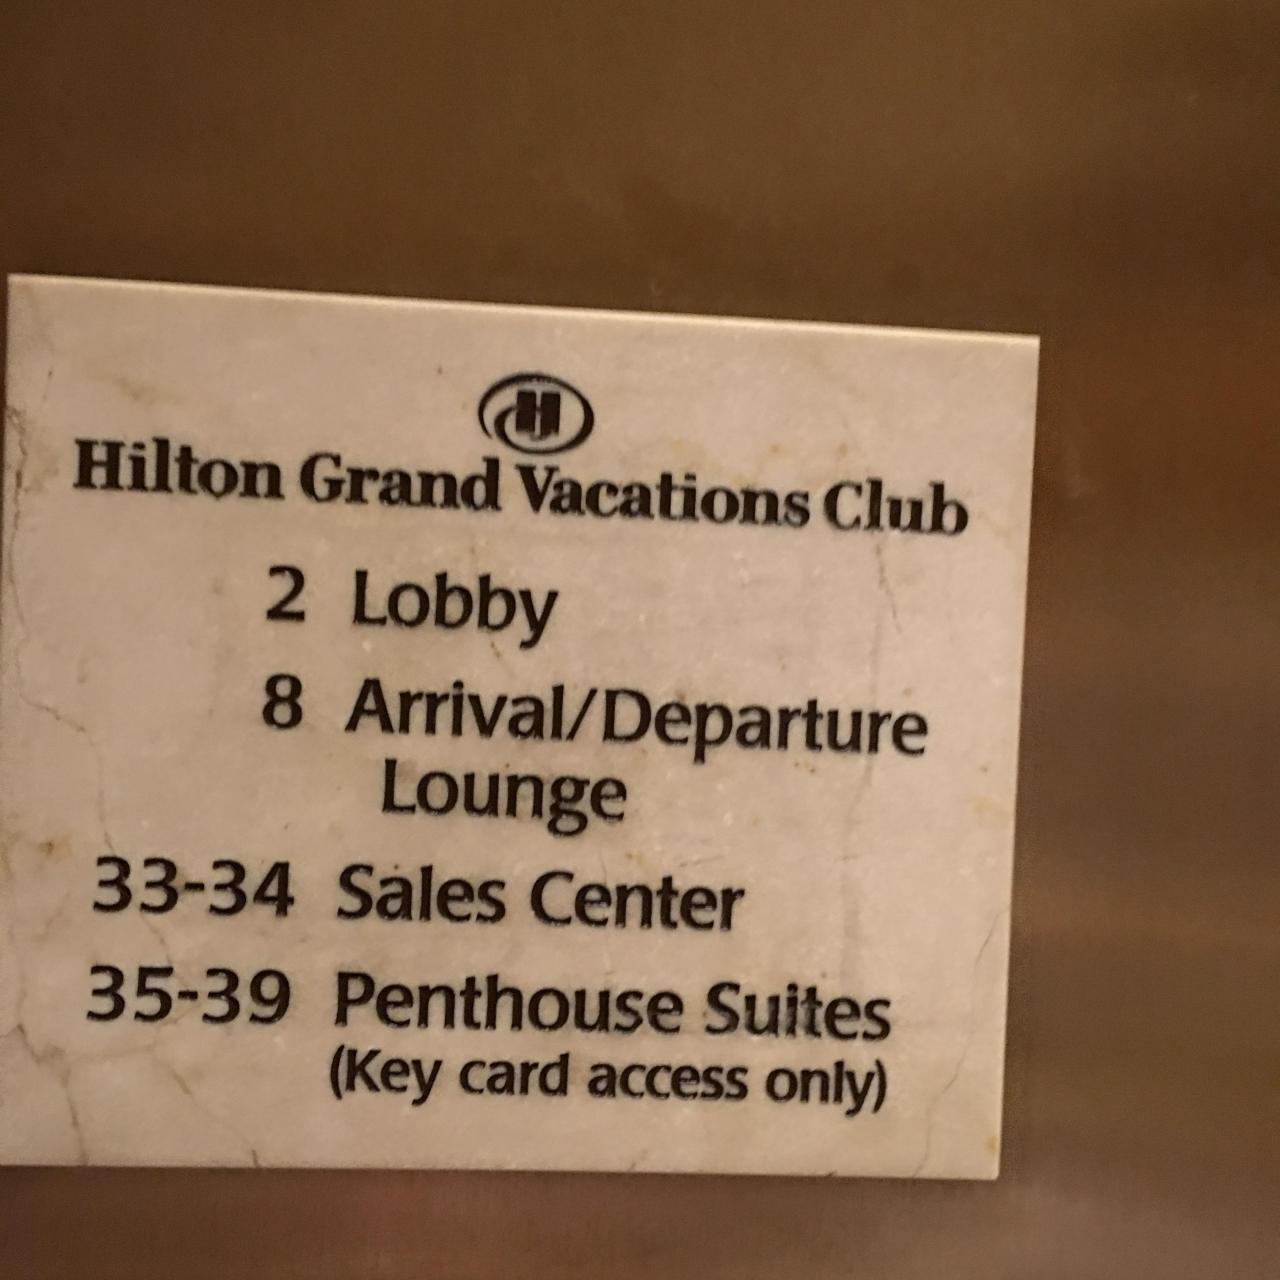 Hilton Grand Vacations Club
2 Lobby
8 Arrival/Departure
Lounge
33-34 Sales Center
35-39 Penthouse Suites
(Key card access only)